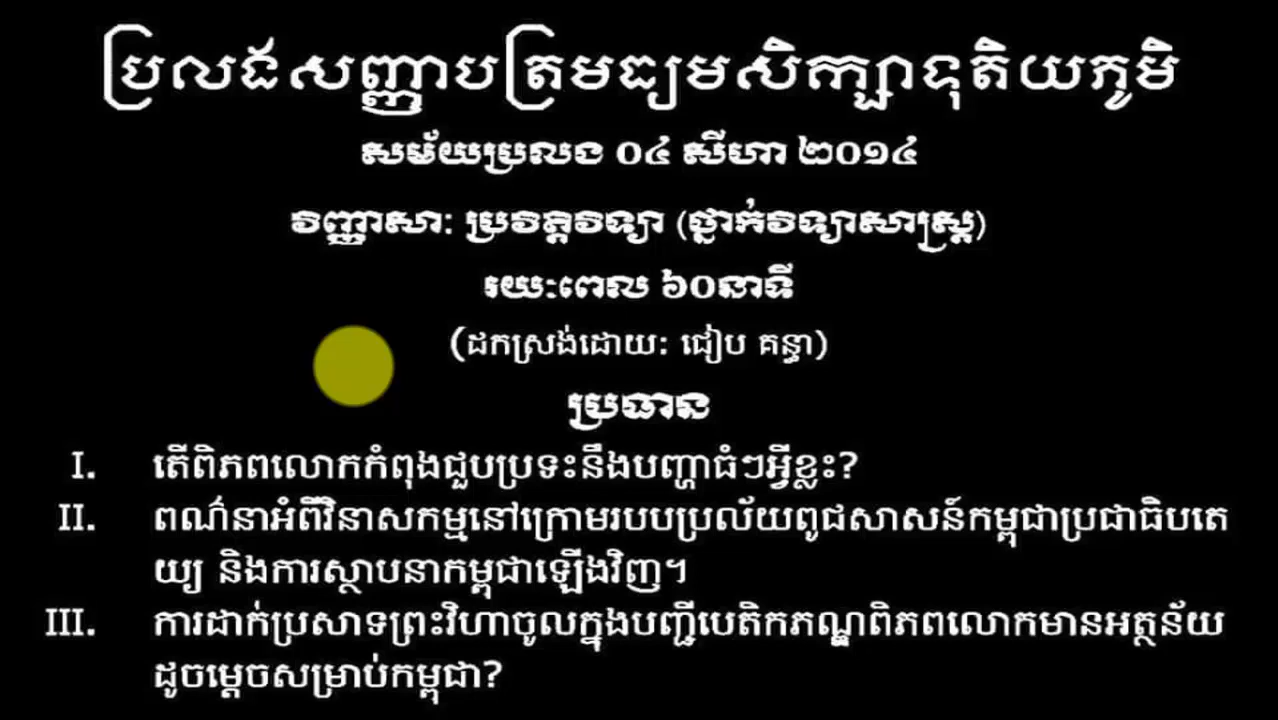 ប្រលងសញ្ញាបត្រមធ្យមសិក្សាទុតិយភូមិ
សម័យប្រលង ០៤ សីហា ២០១៤
វិញ្ញាសា: ប្រវិត្តិវិទ្យា (ថ្នាក់វិទ្យាសាស្ត្រ)
រយ:ពេល ៦០នាទី
(ដកស្រង់ដោយ: ជៀប គន្ធា)
ប្រធាន
I. តើពិភពលោកកំពុងជួបប្រទះនឹងបញ្ហាធំៗអ្វីខ្លះ?
II. ពណ៌នាអំពីវិនាសកម្មនៅក្រោមរបបប្រល័យពូជសាសន៍កម្ពុជាប្រជាធិបតេ
យ្យ និងការស្ថាបនាកម្ពុជាឡើងវិញ។
III. ការដាក់ប្រសាទព្រះវិហាចូលក្នុងបញ្ជីបេតិកភណ្ឌពិភពលោកមានអត្ថន័យ
ដូចម្តេចសម្រាប់កម្ពុជា?